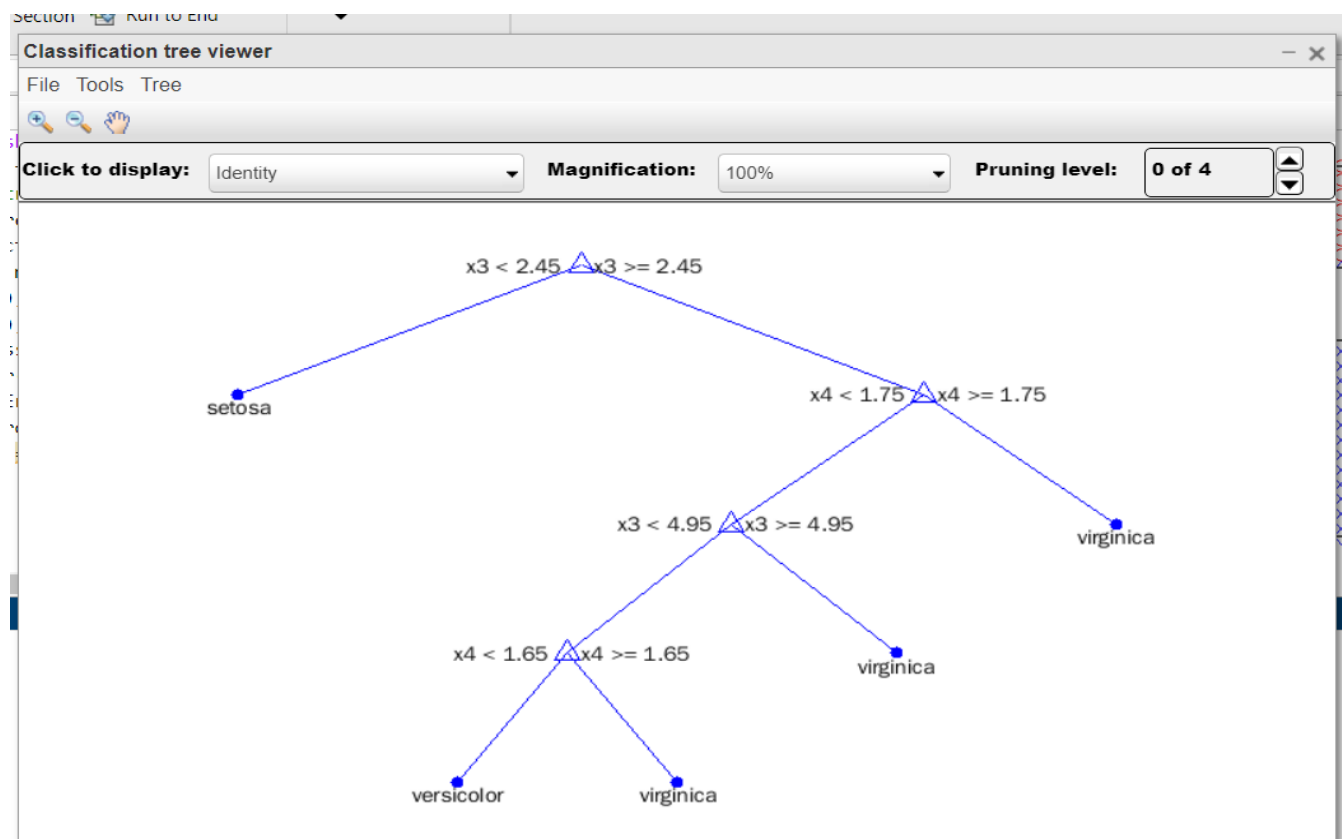 Section Run to End
Classification tree viewer
File Tools Tree
Click to display: Identity Magnification: 100% Pruning level: 0 of 4
x3 < 2.45 x3 >= 2.45
setosa
x4 < 1.75 x4 >= 1.75
x3 < 4.95 x3 >= 4.95
virginica
x4 < 1.65 x4 >= 1.65
virginica
versicolor virginica